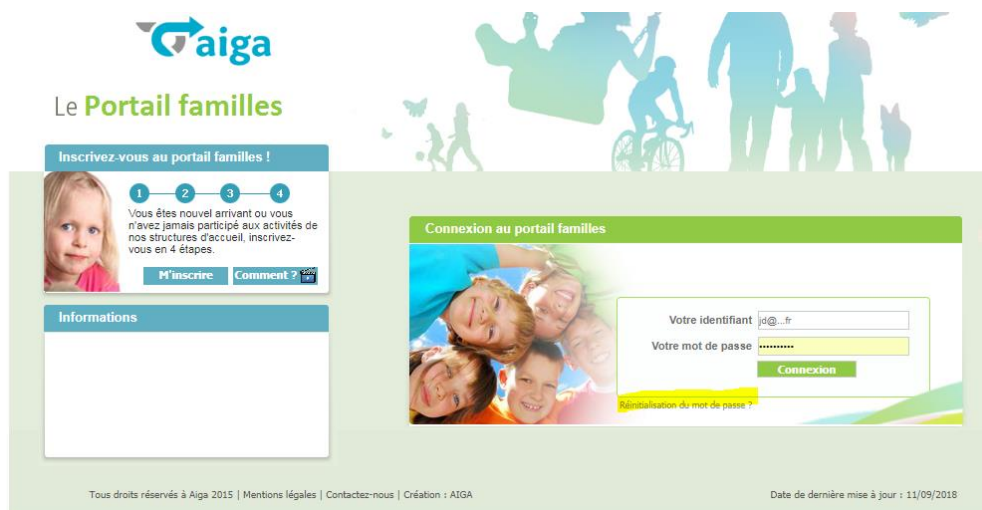 aiga
Le Portail familles
Inscrivez-vous au portail familles !
1 2 3 4
Vous êtes nouvel arrivant ou vous
n'avez jamais participé aux activités de
nos structures d'accueil, inscrivez-
vous en 4 étapes.
M'inscrire Comment ?
Informations
Connexion au portail familles
Votre identifiant jd@...fr
Votre mot de passe ••••••••••
Connexion
Réinitialisation du mot de passe ?
Tous droits réservés à Aiga 2015 | Mentions légales | Contactez-nous | Création : AIGA
Date de dernière mise à jour : 11/09/2018